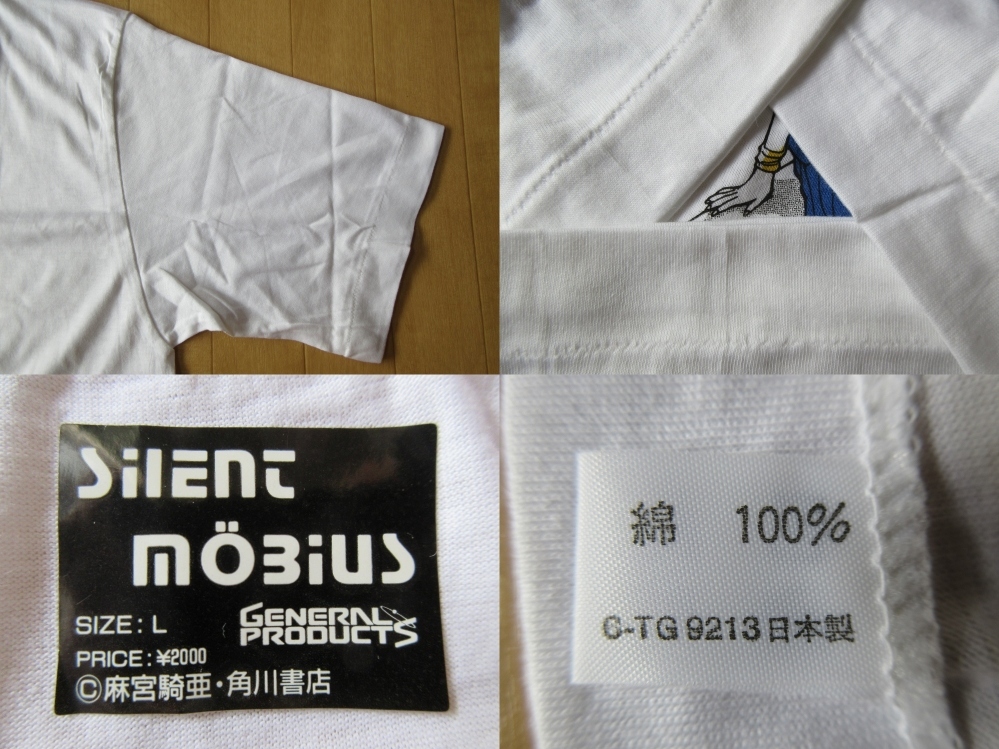 SiLENT
MÖBiUS
SIZE: L
GENERAL
PRODUCTS
PRICE: ¥2000
©麻宮騎亜・角川書店
綿 100%
6-TG 9213 日本製